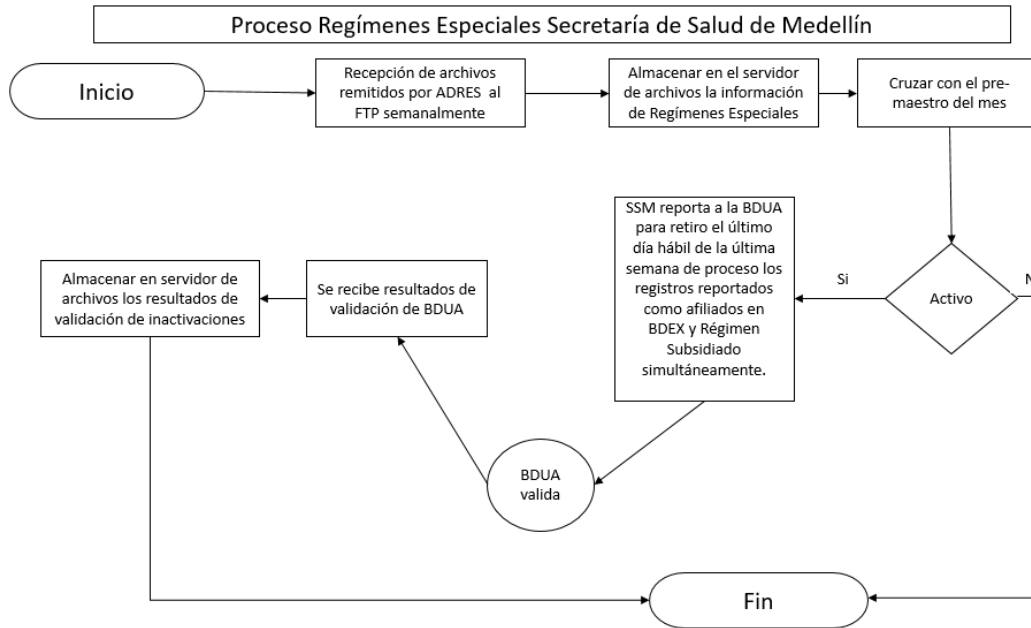 Proceso Regímenes Especiales Secretaría de Salud de Medellín
Inicio
Recepción de archivos
remitidos por ADRES al
FTP semanalmente
Almacenar en el servidor
de archivos la información
de Regímenes Especiales
Cruzar con el pre-
maestro del mes
Activo
Si
N
SSM reporta a la BDUA
para retiro el último
día hábil de la última
semana de proceso los
registros reportados
como afiliados en
BDEX y Régimen
Subsidiado
simultáneamente.
BDUA
valida
Se recibe resultados de
validación de BDUA
Almacenar en servidor de
archivos los resultados de
validación de inactivaciones
Fin